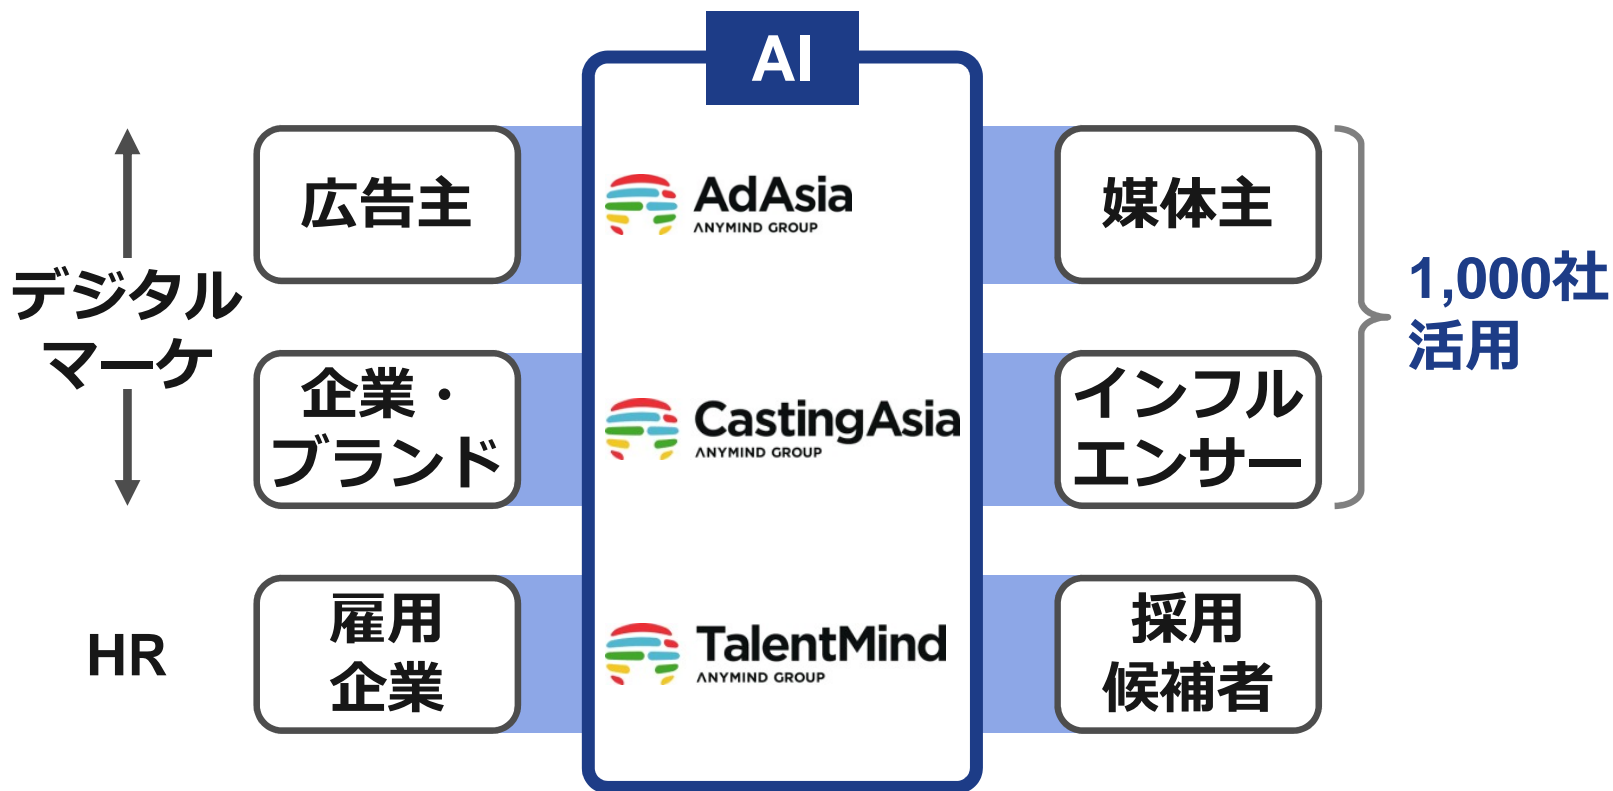 AI
広告主
AdAsia
ANYMIND GROUP
媒体主
デジタル
マーケ
企業・
ブランド
CastingAsia
ANYMIND GROUP
インフル
エンサー
1,000社
活用
HR
雇用
企業
TalentMind
ANYMIND GROUP
採用
候補者